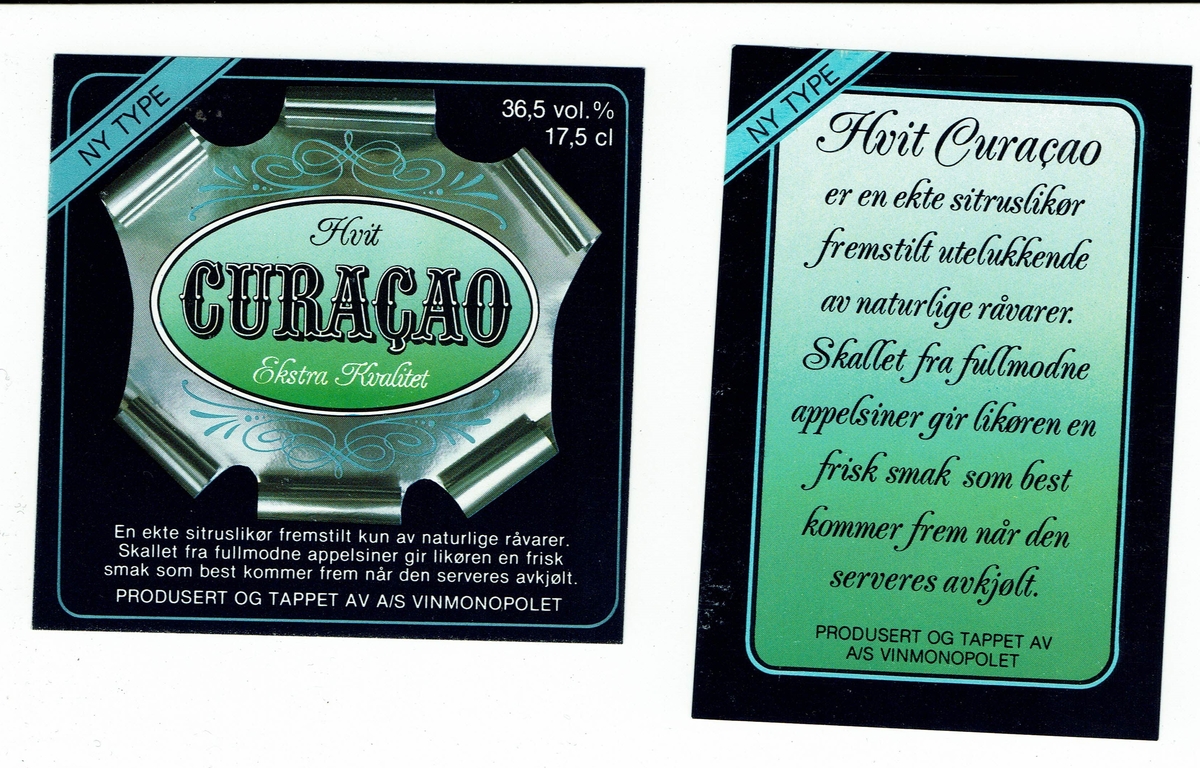 NY TYPE
36,5 vol.%
17,5 cl
Hvit
CURAÇAO
Ekstra Kvalitet
En ekte sitruslikør fremstilt kun av naturlige råvarer.
Skallet fra fullmodne appelsiner gir likøren en frisk
smak som best kommer frem når den serveres avkjølt.
PRODUSERT OG TAPPET AV A/S VINMONOPOLET
NY TYPE
Hvit Curaçao
er en ekte sitruslikør
fremstilt utelukkende
av naturlige råvarer.
Skallet fra fullmodne
appelsiner gir likøren en
frisk smak som best
kommer frem når den
serveres avkjølt.
PRODUSERT OG TAPPET AV
A/S VINMONOPOLET